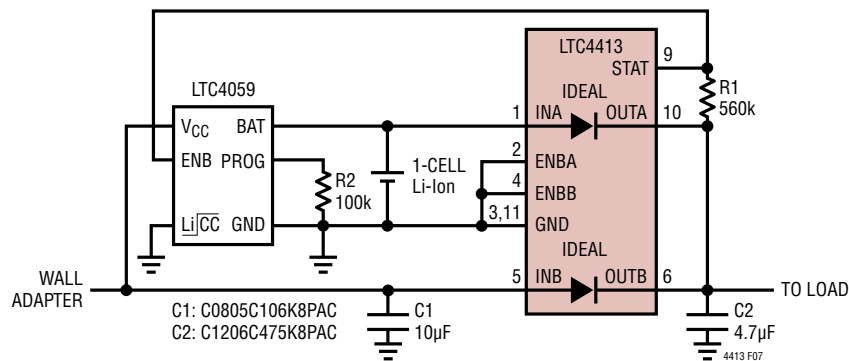 LTC4413
STAT
9
LTC4059
IDEAL
R1
560k
VCC
BAT
1
INA
OUTA
10
ENB
PROG
2
ENBA
1-CELL
Li-Ion
R2
100k
4
ENBB
Li CC
GND
3,11
GND
IDEAL
WALL
ADAPTER
5
INB
OUTB
6
TO LOAD
C1: C0805C106K8PAC
C2: C1206C475K8PAC
C1
10µF
C2
4.7µF
4413 F07